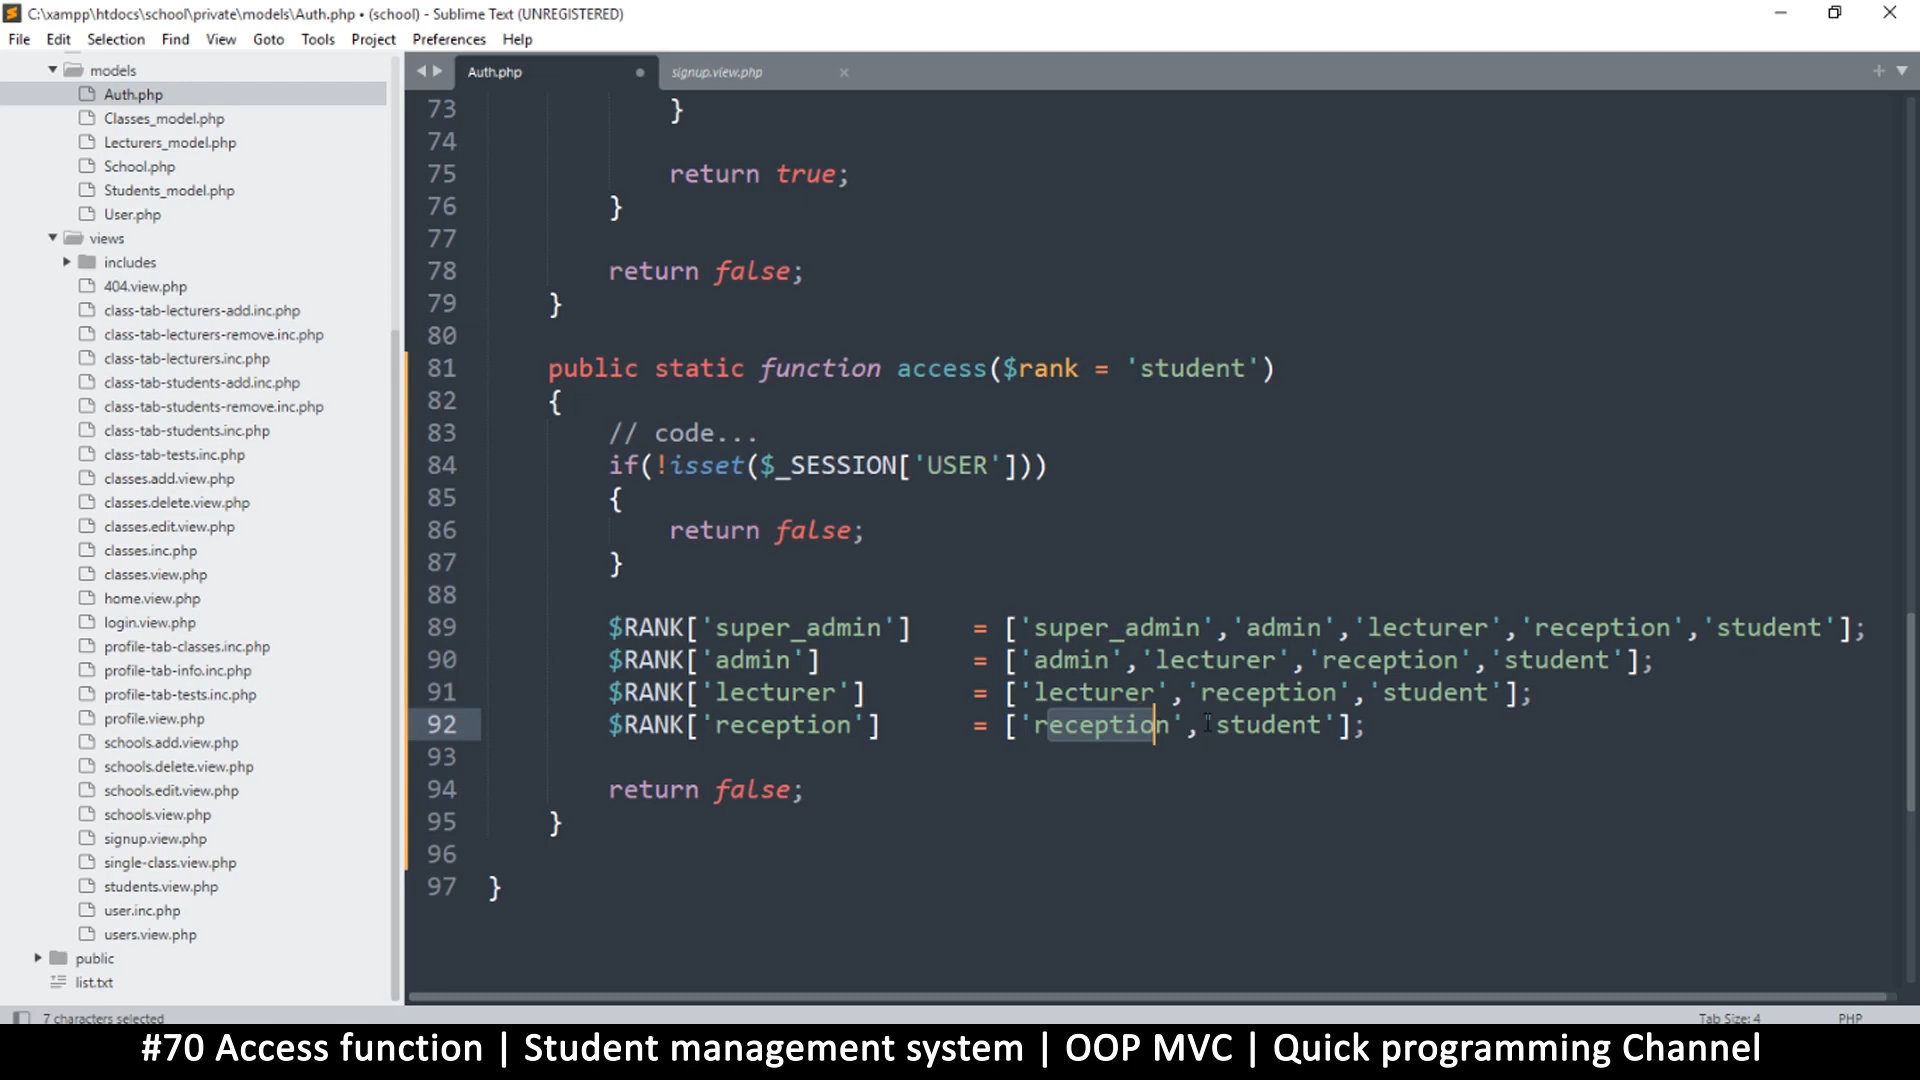 C:\xampp\htdocs\school\private\models\Auth.php • (school) - Sublime Text (UNREGISTERED)
File Edit Selection Find View Goto Tools Project Preferences Help
models
Auth.php
Classes_model.php
Lecturers_model.php
School.php
Students_model.php
User.php
views
includes
404.view.php
class-tab-lecturers-add.inc.php
class-tab-lecturers-remove.inc.php
class-tab-lecturers.inc.php
class-tab-students-add.inc.php
class-tab-students-remove.inc.php
class-tab-students.inc.php
class-tab-tests.inc.php
classes.add.view.php
classes.delete.view.php
classes.edit.view.php
classes.inc.php
classes.view.php
home.view.php
login.view.php
profile-tab-classes.inc.php
profile-tab-info.inc.php
profile-tab-tests.inc.php
profile.view.php
schools.add.view.php
schools.delete.view.php
schools.edit.view.php
schools.view.php
signup.view.php
single-class.view.php
students.view.php
user.inc.php
users.view.php
public
list.txt
Auth.php signup.view.php
73 }
74
75 return true;
76 }
77
78 return false;
79 }
80
81 public static function access($rank = 'student')
82 {
83 // code...
84 if(!isset($_SESSION['USER']))
85 {
86 return false;
87 }
88
89 $RANK['super_admin'] = ['super_admin','admin','lecturer','reception','student'];
90 $RANK['admin'] = ['admin','lecturer','reception','student'];
91 $RANK['lecturer'] = ['lecturer','reception','student'];
92 $RANK['reception'] = ['reception','student'];
93
94 return false;
95 }
96
97 }
7 characters selected Tab Size: 4 PHP
#70 Access function | Student management system | OOP MVC | Quick programming Channel